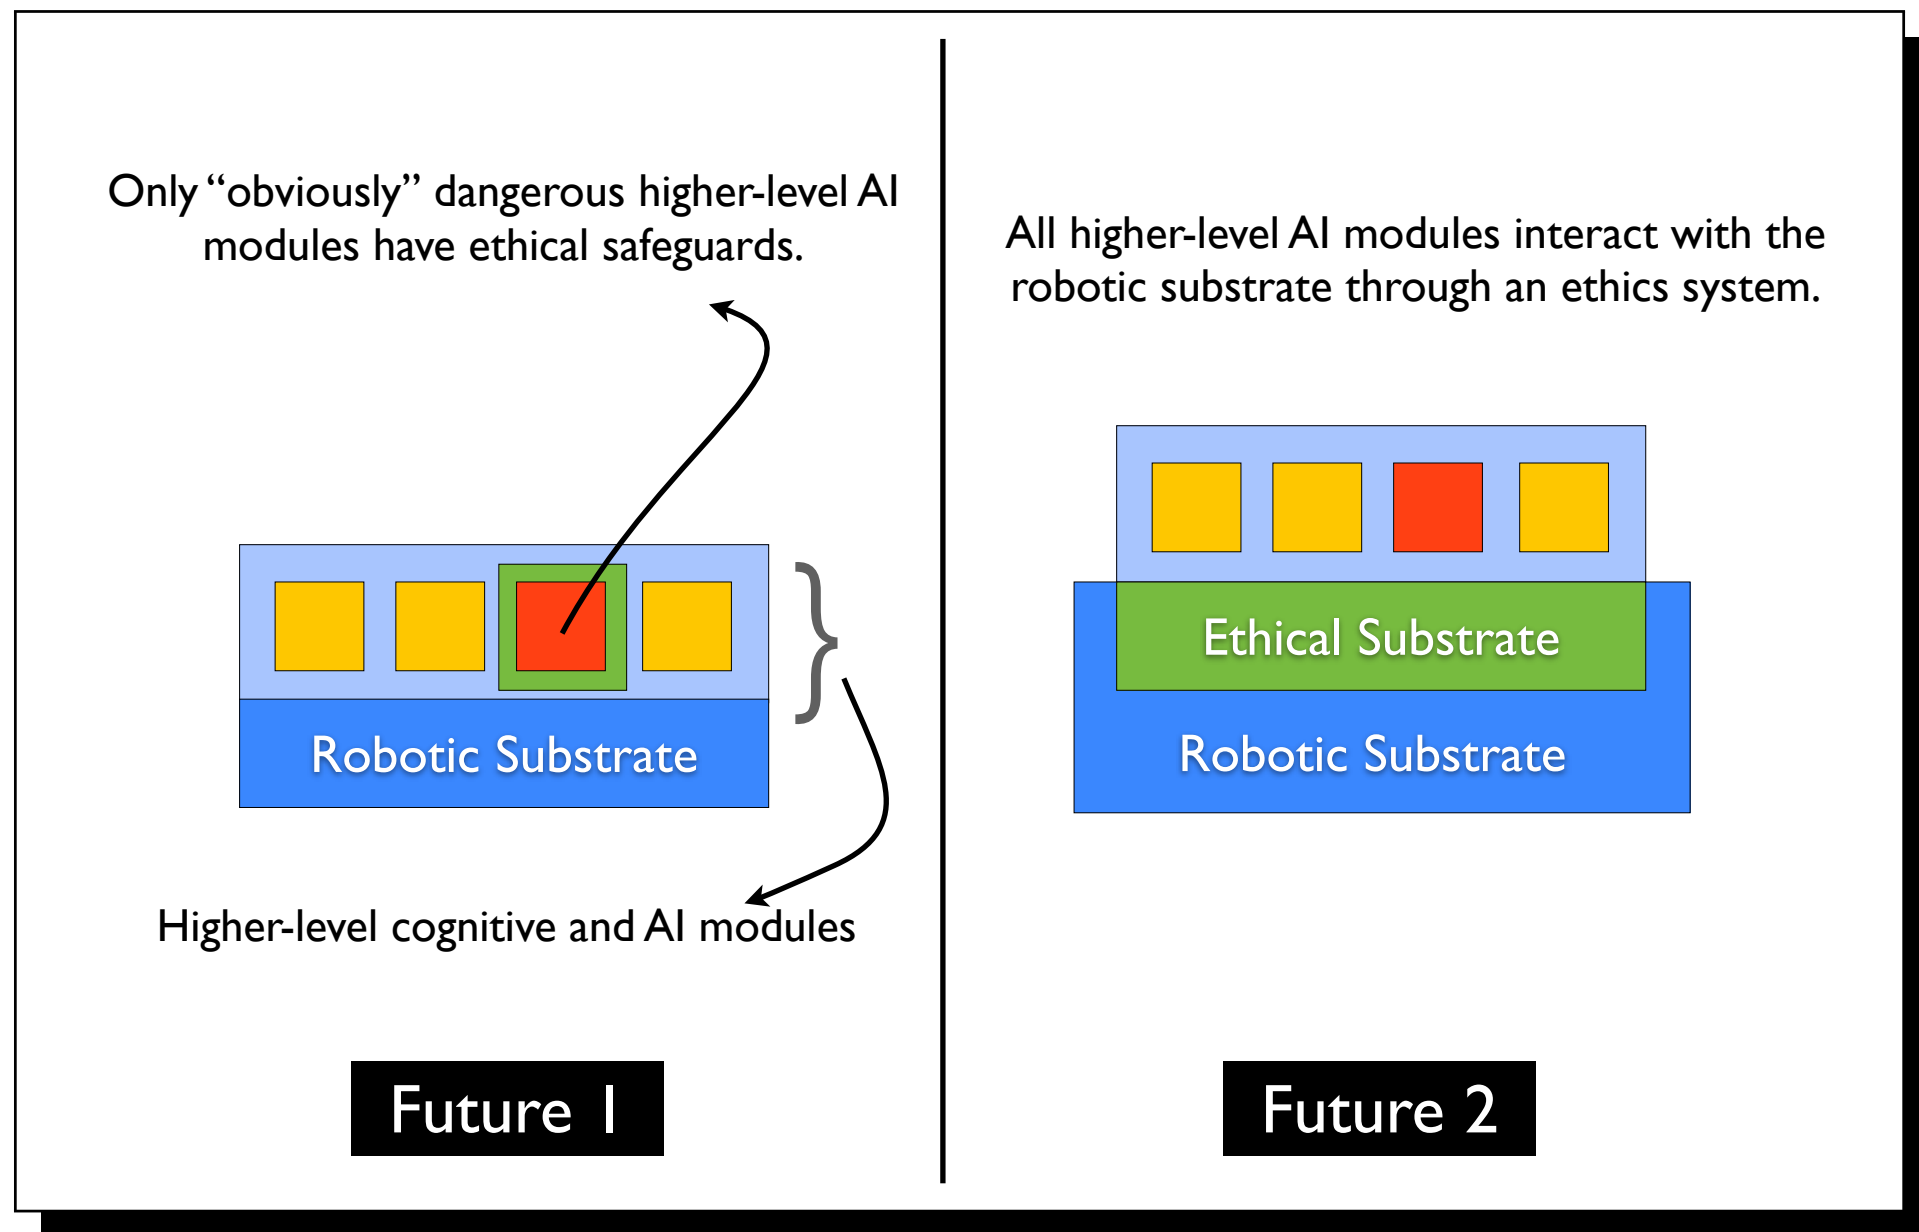 Only “obviously” dangerous higher-level AI
modules have ethical safeguards.
Robotic Substrate
Higher-level cognitive and AI modules
Future 1
All higher-level AI modules interact with the
robotic substrate through an ethics system.
Ethical Substrate
Robotic Substrate
Future 2